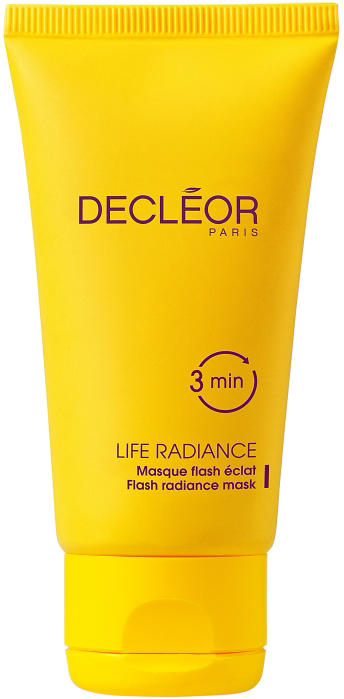 DECLÉOR
PARIS
3 min
LIFE RADIANCE
Masque flash éclat
Flash radiance mask